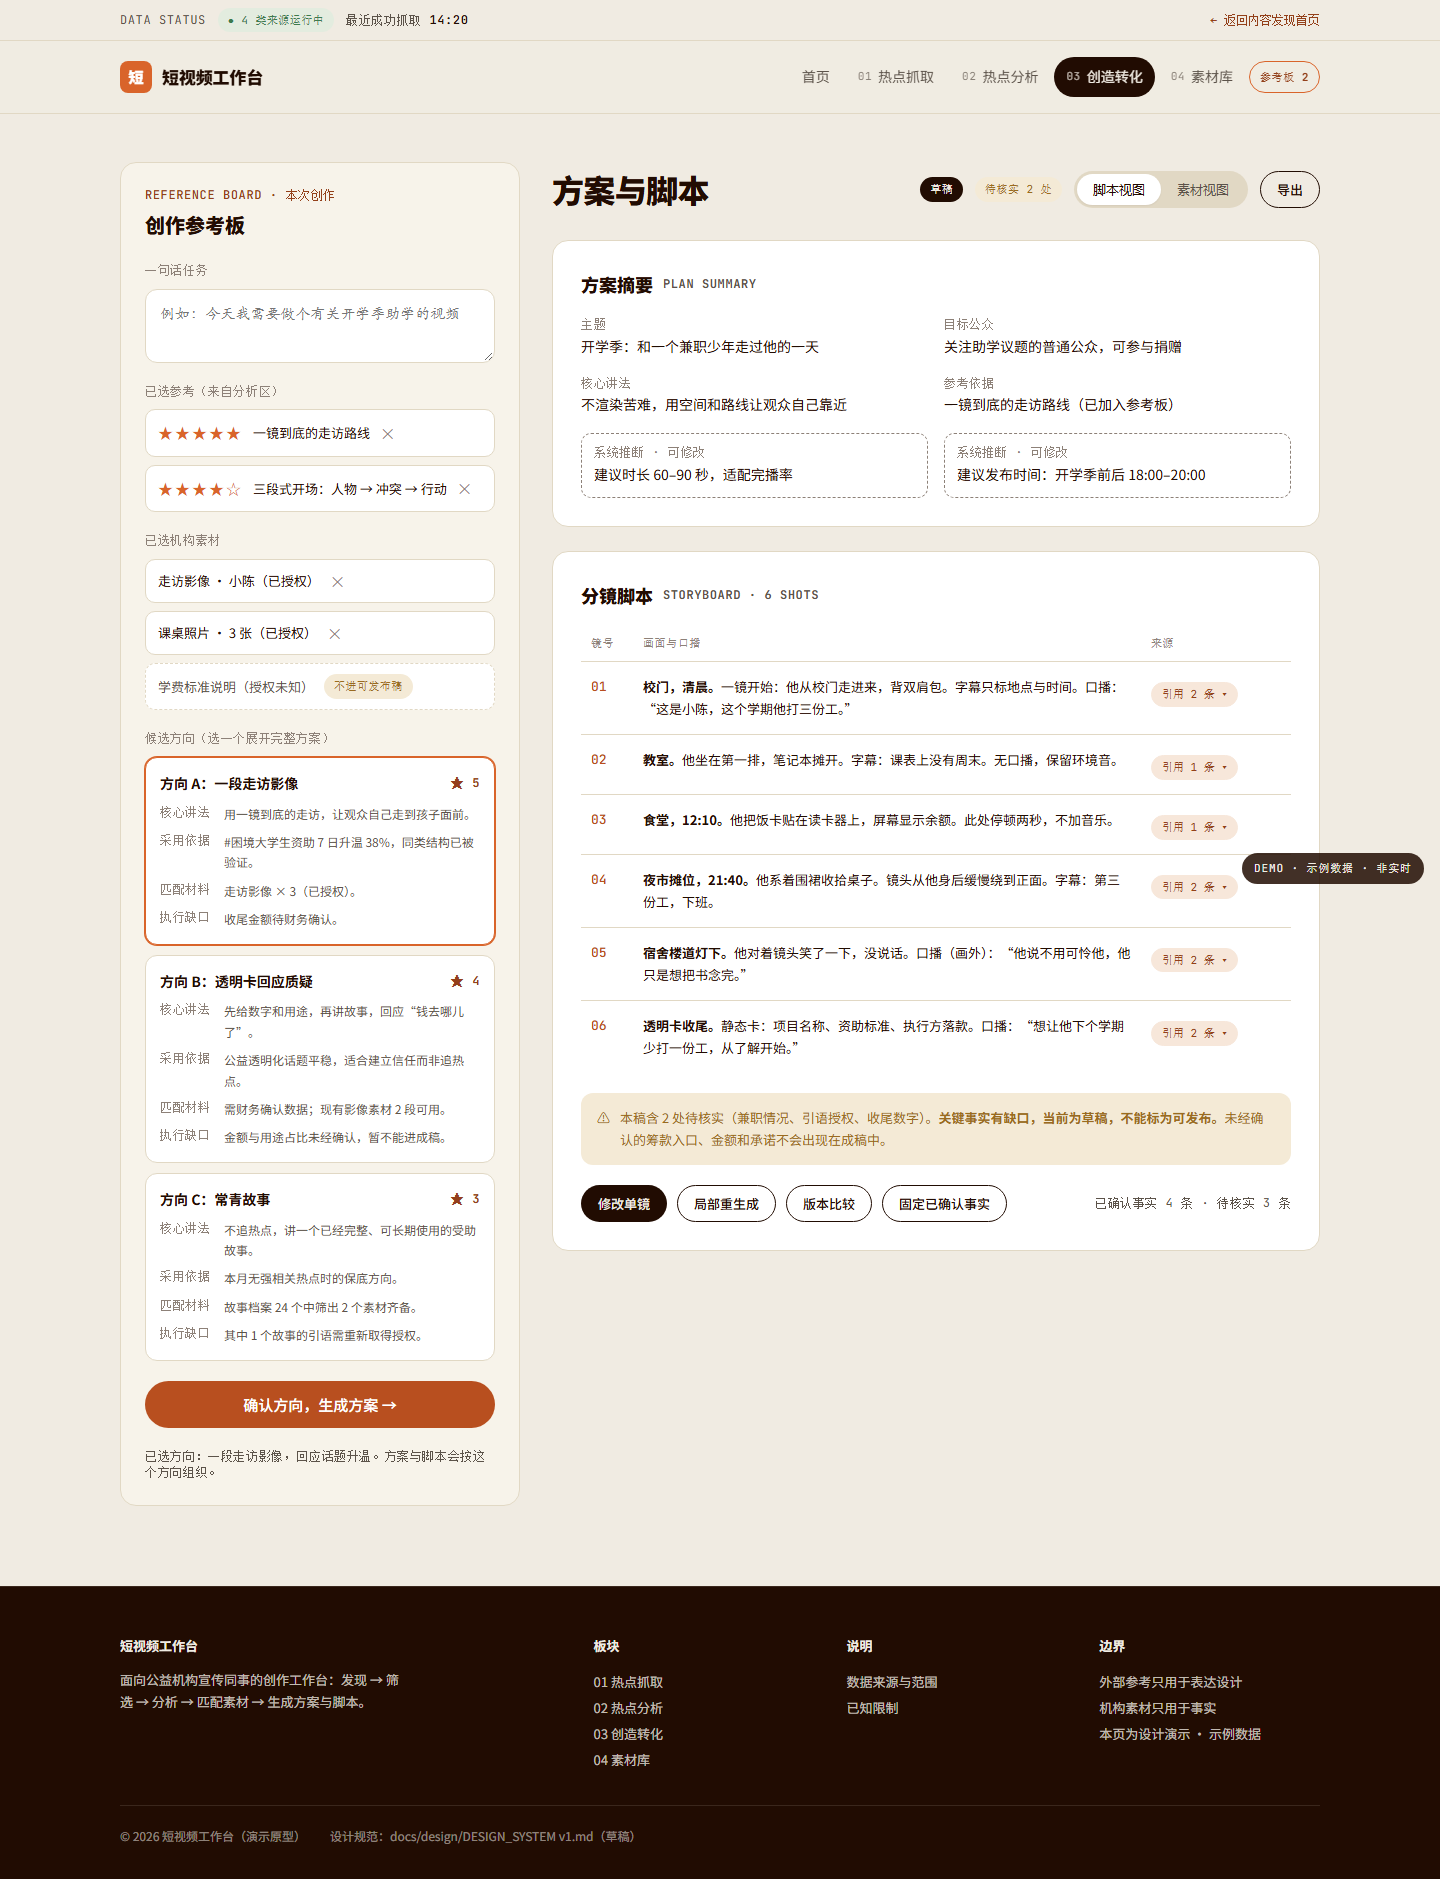 DATA STATUS ● 4 类来源运行中 最近成功抓取 14:20 ← 返回内容发现首页
短 短视频工作台 首页 01 热点抓取 02 热点分析 03 创造转化 04 素材库 参考板 2
REFERENCE BOARD · 本次创作
创作参考板
一句话任务
例如：今天我需要做个有关开学季助学的视频
已选参考（来自分析区）
★★★★★ 一镜到底的走访路线 ×
★★★★☆ 三段式开场：人物 → 冲突 → 行动 ×
已选机构素材
走访影像 · 小陈（已授权） ×
课桌照片 · 3 张（已授权） ×
学费标准说明（授权未知） 不进可发布稿
候选方向（选一个展开完整方案）
方向 A：一段走访影像 ★ 5
核心讲法 用一镜到底的走访，让观众自己走到孩子面前。
采用依据 #困境大学生资助 7 日升温 38%，同类结构已被
验证。
匹配材料 走访影像 × 3（已授权）。
执行缺口 收尾金额待财务确认。
方向 B：透明卡回应质疑 ★ 4
核心讲法 先给数字和用途，再讲故事，回应“钱去哪儿
了”。
采用依据 公益透明化话题平稳，适合建立信任而非追热
点。
匹配材料 需财务确认数据；现有影像素材 2 段可用。
执行缺口 金额与用途占比未经确认，暂不能进成稿。
方向 C：常青故事 ★ 3
核心讲法 不追热点，讲一个已经完整、可长期使用的受助
故事。
采用依据 本月无强相关热点时的保底方向。
匹配材料 故事档案 24 个中筛出 2 个素材齐备。
执行缺口 其中 1 个故事的引语需重新取得授权。
确认方向，生成方案 →
已选方向：一段走访影像，回应话题升温。方案与脚本会按这
个方向组织。
方案与脚本 草稿 待核实 2 处 脚本视图 素材视图 导出
方案摘要 PLAN SUMMARY
主题
开学季：和一个兼职少年走过他的一天
目标公众
关注助学议题的普通公众，可参与捐赠
核心讲法
不渲染苦难，用空间和路线让观众自己靠近
参考依据
一镜到底的走访路线（已加入参考板）
系统推断 · 可修改
建议时长 60–90 秒，适配完播率
系统推断 · 可修改
建议发布时间：开学季前后 18:00–20:00
分镜脚本 STORYBOARD · 6 SHOTS
镜号 画面与口播 来源
01 校门，清晨。一镜开始：他从校门走进来，背双肩包。字幕只标地点与时间。口播： 引用 2 条 ▾
“这是小陈，这个学期他打三份工。”
02 教室。他坐在第一排，笔记本摊开。字幕：课表上没有周末。无口播，保留环境音。 引用 1 条 ▾
03 食堂，12:10。他把饭卡贴在读卡器上，屏幕显示余额。此处停顿两秒，不加音乐。 引用 1 条 ▾
DEMO · 示例数据 · 非实时
04 夜市摊位，21:40。他系着围裙收拾桌子。镜头从他身后缓慢绕到正面。字幕：第三 引用 2 条 ▾
份工，下班。
05 宿舍楼道灯下。他对着镜头笑了一下，没说话。口播（画外）：“他说不用可怜他，他 引用 2 条 ▾
只是想把书念完。”
06 透明卡收尾。静态卡：项目名称、资助标准、执行方落款。口播：“想让他下个学期 引用 2 条 ▾
少打一份工，从了解开始。”
⚠ 本稿含 2 处待核实（兼职情况、引语授权、收尾数字）。关键事实有缺口，当前为草稿，不能标为可发布。未经确
认的筹款入口、金额和承诺不会出现在成稿中。
修改单镜 局部重生成 版本比较 固定已确认事实 已确认事实 4 条 · 待核实 3 条
短视频工作台
面向公益机构宣传同事的创作工作台：发现 → 筛
选 → 分析 → 匹配素材 → 生成方案与脚本。
板块
01 热点抓取
02 热点分析
03 创造转化
04 素材库
说明
数据来源与范围
已知限制
边界
外部参考只用于表达设计
机构素材只用于事实
本页为设计演示 · 示例数据
© 2026 短视频工作台（演示原型） 设计规范：docs/design/DESIGN_SYSTEM v1.md（草稿）